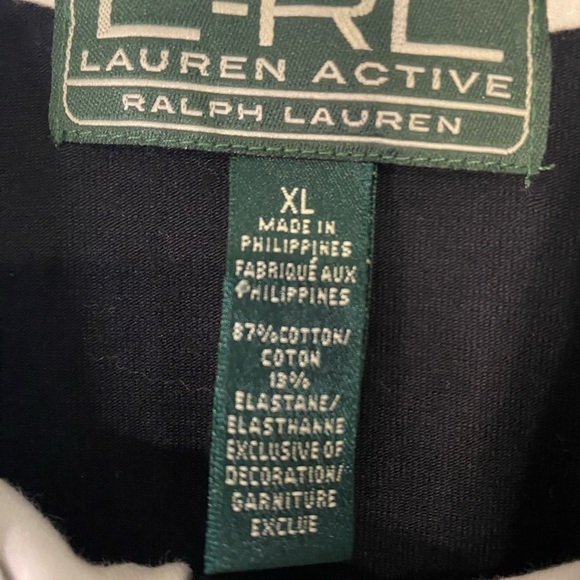 L-RL
LAUREN ACTIVE
RALPH LAUREN
XL
MADE IN
PHILIPPINES
FABRIQUÉ AUX
PHILIPPINES
87% COTTON/
COTON
13%
ELASTANE/
ELASTHANNE
EXCLUSIVE OF
DECORATION/
GARNITURE
EXCLUE